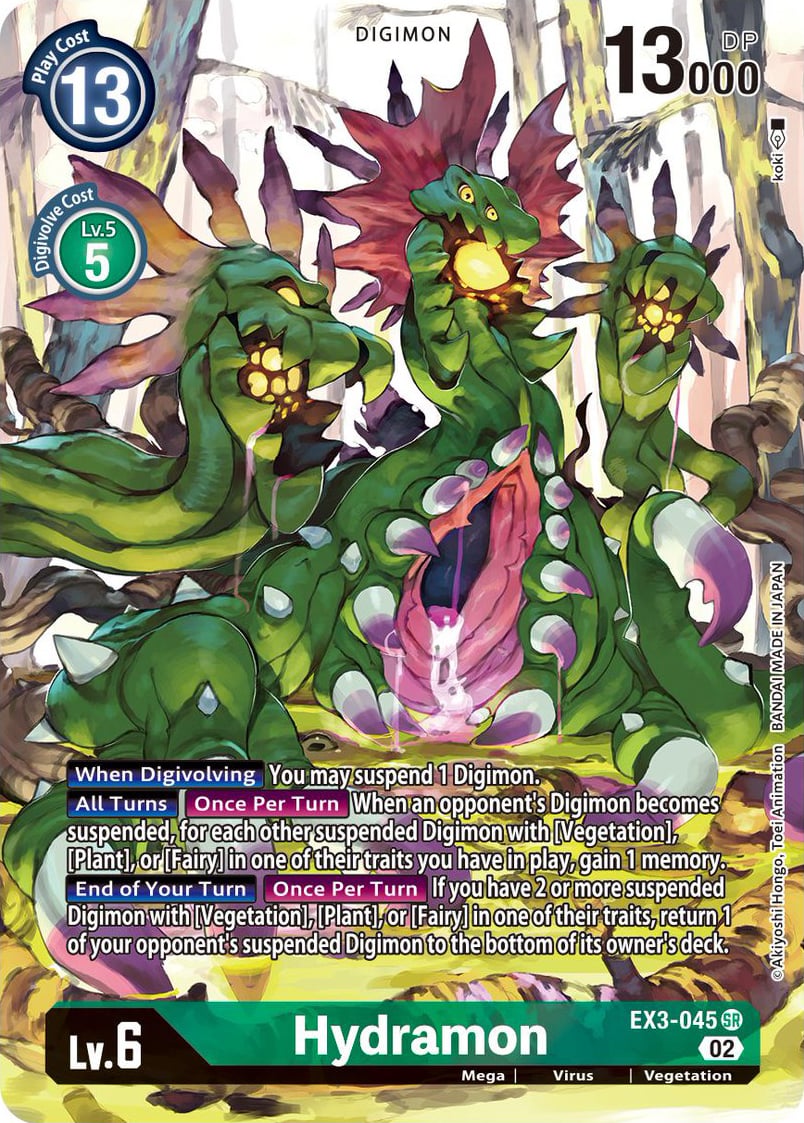 DIGIMON
Play Cost
13
DP
13000
Digivolve Cost
Lv.5
5
koki
When Digivolving You may suspend 1 Digimon.
All Turns Once Per Turn When an opponent's Digimon becomes
suspended, for each other suspended Digimon with [Vegetation],
[Plant], or [Fairy] in one of their traits you have in play, gain 1 memory.
End of Your Turn Once Per Turn If you have 2 or more suspended
Digimon with [Vegetation], [Plant], or [Fairy] in one of their traits, return 1
of your opponent's suspended Digimon to the bottom of its owner's deck.
©Akiyoshi Hongo, Toei Animation BANDAI MADE IN JAPAN
Lv.6
Hydramon
EX3-045 SR
02
Mega | Virus | Vegetation